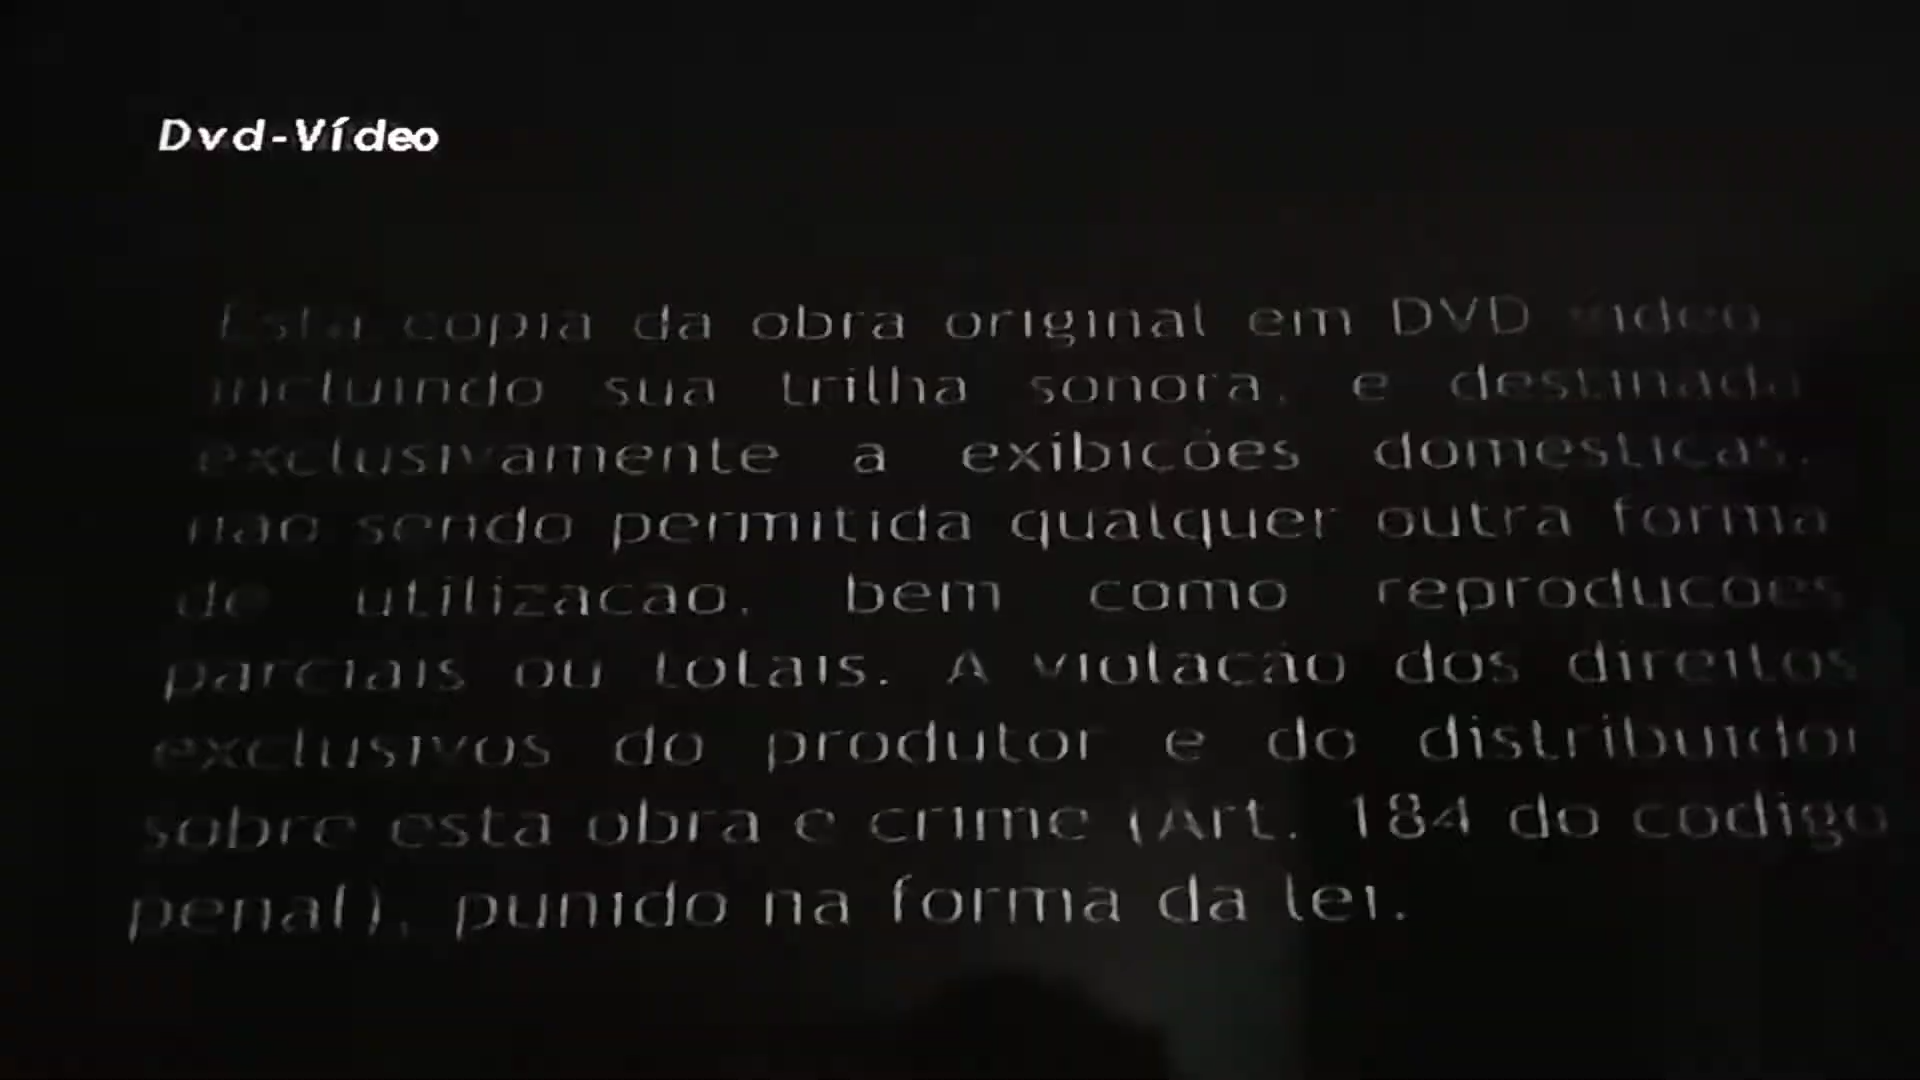 Dvd-Vídeo
Esta copia da obra original em DVD video,
incluindo sua trilha sonora, e destinada
exclusivamente a exibicões domesticas,
nao sendo permitida qualquer outra forma
de utilizacao, bem como reproducoes
parciais ou totais. A violacão dos direitos
exclusivos do produtor e do distribuidor
sobre esta obra e crime (Art. 184 do codigo
penal), punido na forma da lei.